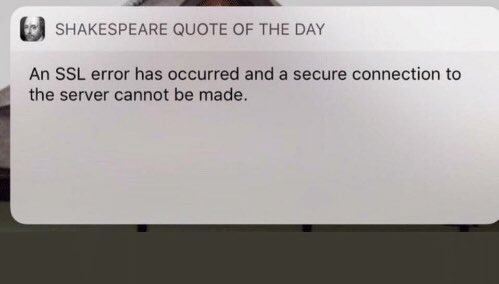 SHAKESPEARE QUOTE OF THE DAY
An SSL error has occurred and a secure connection to
the server cannot be made.